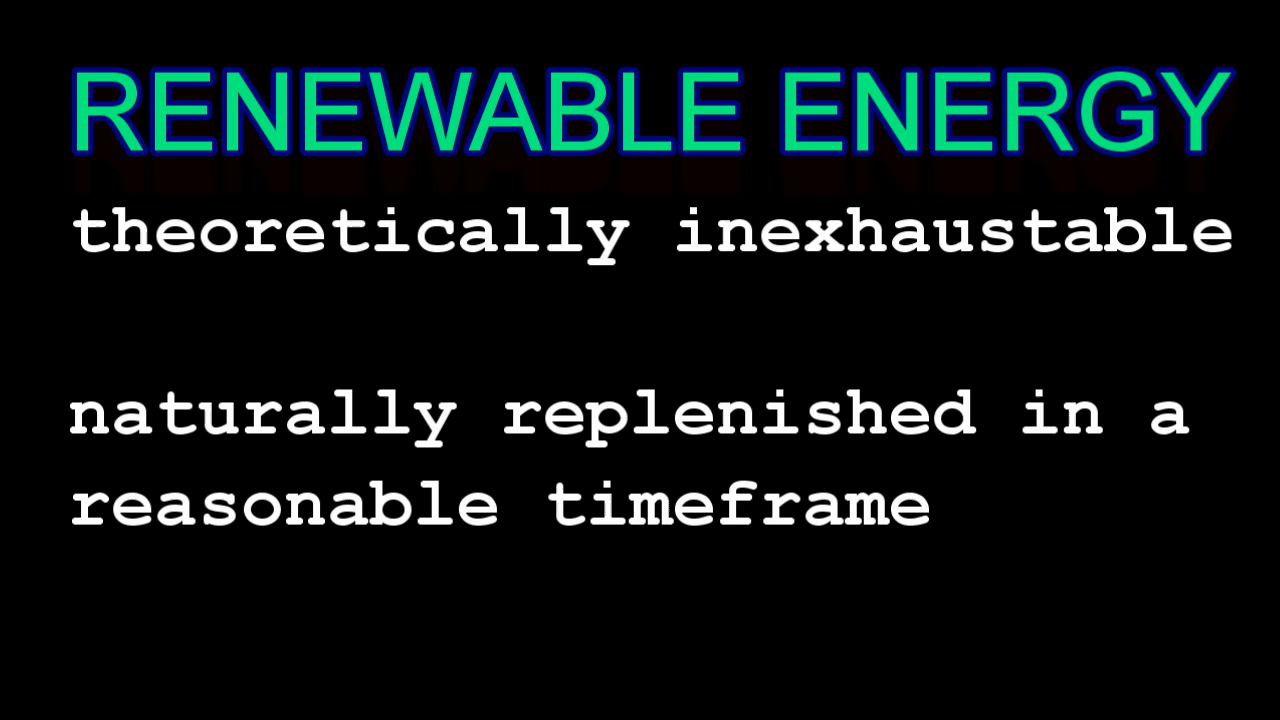 RENEWABLE ENERGY
theoretically inexhaustable
naturally replenished in a
reasonable timeframe